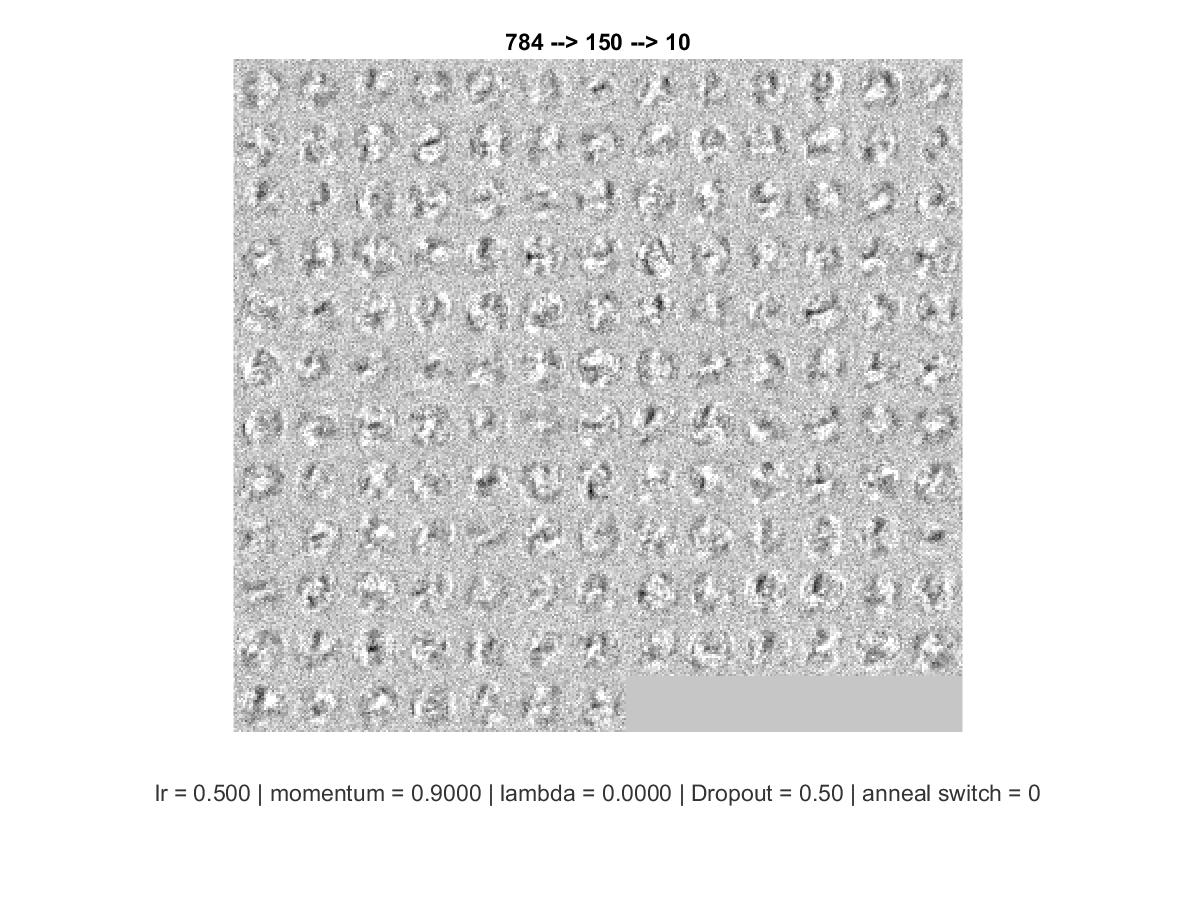 784 --> 150 --> 10
lr = 0.500 | momentum = 0.9000 | lambda = 0.0000 | Dropout = 0.50 | anneal switch = 0